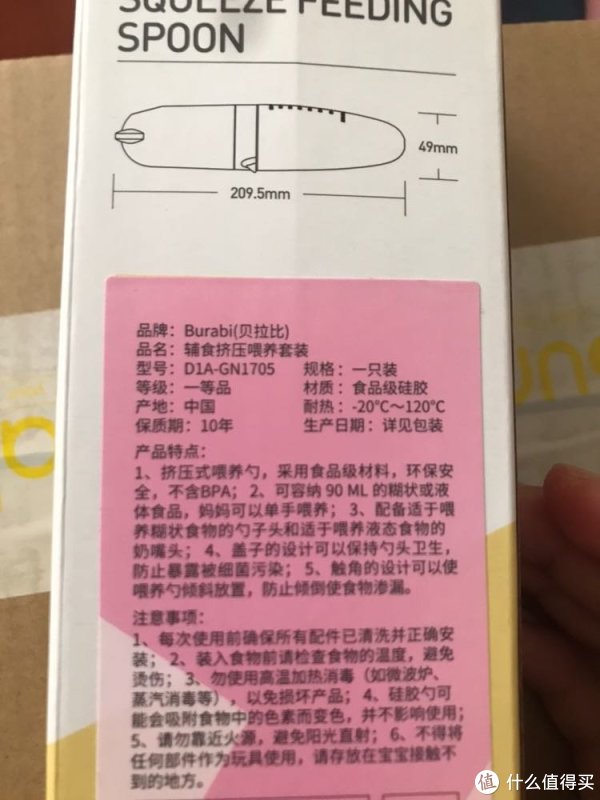 SQUEEZE FEEDING
SPOON
49mm
209.5mm
品牌：Burabi(贝拉比)
品名：辅食挤压喂养套装
型号：D1A-GN1705 规格：一只装
等级：一等品 材质：食品级硅胶
产地：中国 耐热：-20℃～120℃
保质期：10年 生产日期：详见包装
产品特点：
1、挤压式喂养勺，采用食品级材料，环保安
全，不含BPA；2、可容纳 90 ML 的糊状或液
体食品，妈妈可以单手喂养；3、配备适于喂
养糊状食物的勺子头和适于喂养液态食物的
奶嘴头；4、盖子的设计可以保持勺头卫生，
防止暴露被细菌污染；5、触角的设计可以使
喂养勺倾斜放置，防止倾倒使食物渗漏。
注意事项：
1、每次使用前确保所有配件已清洗并正确安
装；2、装入食物前请检查食物的温度，避免
烫伤；3、勿使用高温加热消毒（如微波炉、
蒸汽消毒等），以免损坏产品；4、硅胶勺可
能会吸附食物中的色素而变色，并不影响使用；
5、请勿靠近火源，避免阳光直射；6、不得将
任何部件作为玩具使用，请存放在宝宝接触不
到的地方。
值 什么值得买